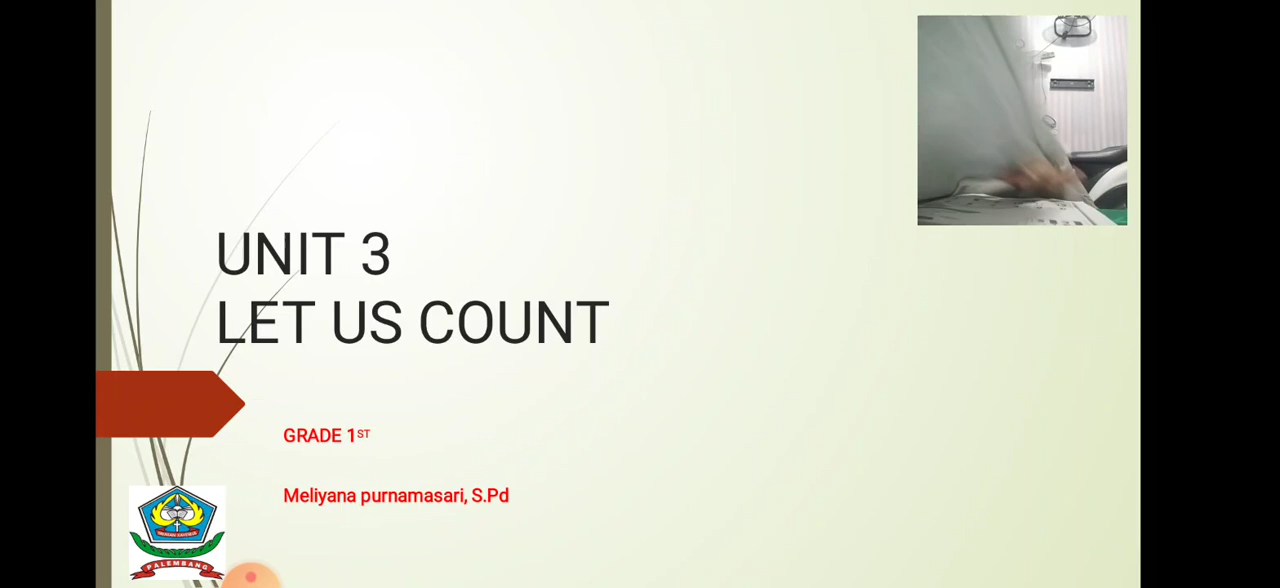 UNIT 3
LET US COUNT
GRADE 1ST
Meliyana purnamasari, S.Pd
PALEMBANG